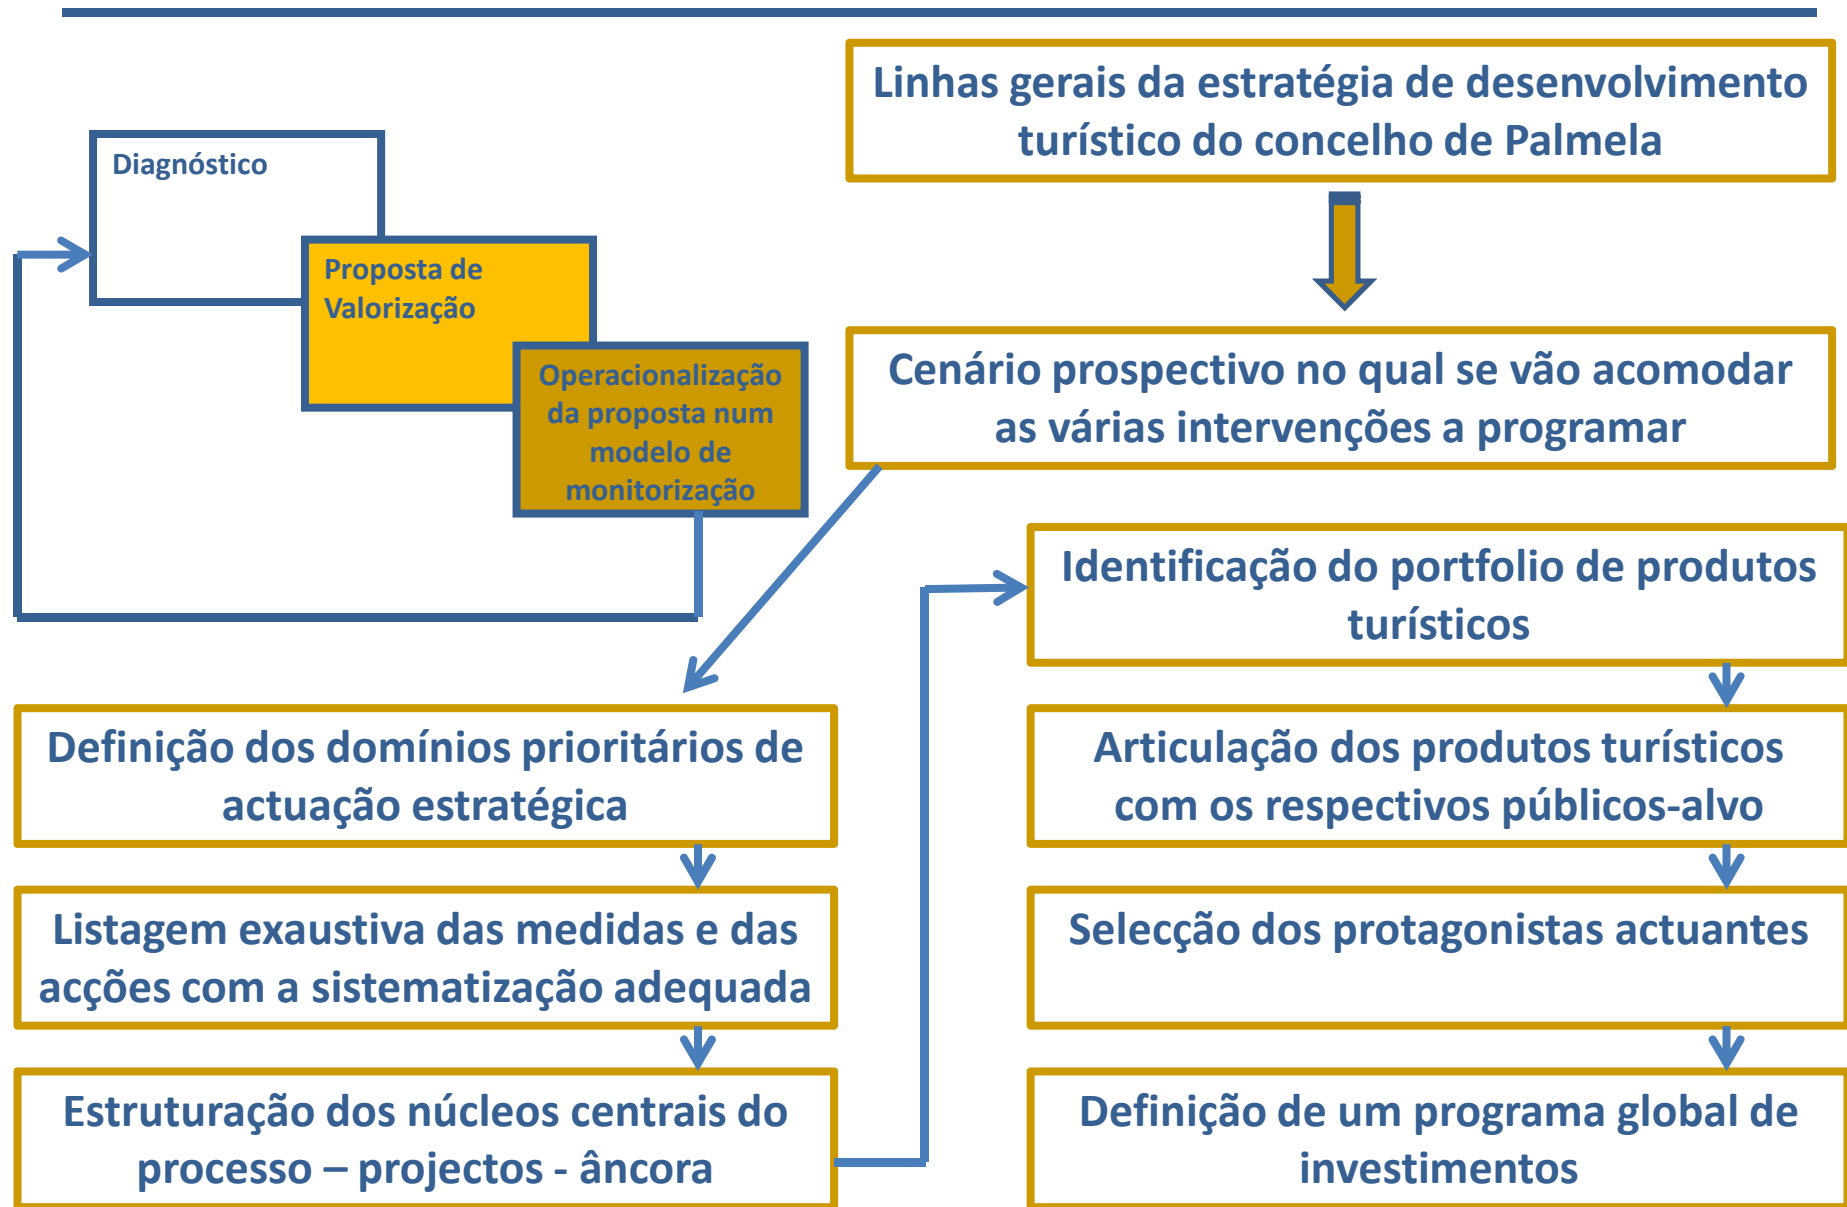 Linhas gerais da estratégia de desenvolvimento
turístico do concelho de Palmela
Diagnóstico
Proposta de
Valorização
Operacionalização
da proposta num
modelo de
monitorização
Cenário prospectivo no qual se vão acomodar
as várias intervenções a programar
Definição dos domínios prioritários de
actuação estratégica
Listagem exaustiva das medidas e das
acções com a sistematização adequada
Estruturação dos núcleos centrais do
processo – projectos - âncora
Identificação do portfolio de produtos
turísticos
Articulação dos produtos turísticos
com os respectivos públicos-alvo
Selecção dos protagonistas actuantes
Definição de um programa global de
investimentos